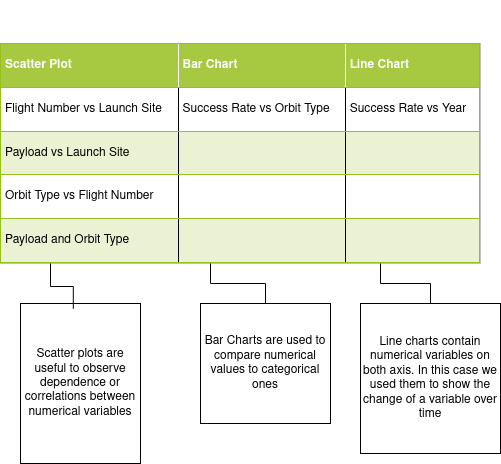 Scatter Plot Bar Chart Line Chart
Flight Number vs Launch Site Success Rate vs Orbit Type Success Rate vs Year
Payload vs Launch Site
Orbit Type vs Flight Number
Payload and Orbit Type
Scatter plots are
useful to observe
dependence or
correlations between
numerical variables
Bar Charts are used to
compare numerical
values to categorical
ones
Line charts contain
numerical variables on
both axis. In this case we
used them to show the
change of a variable over
time